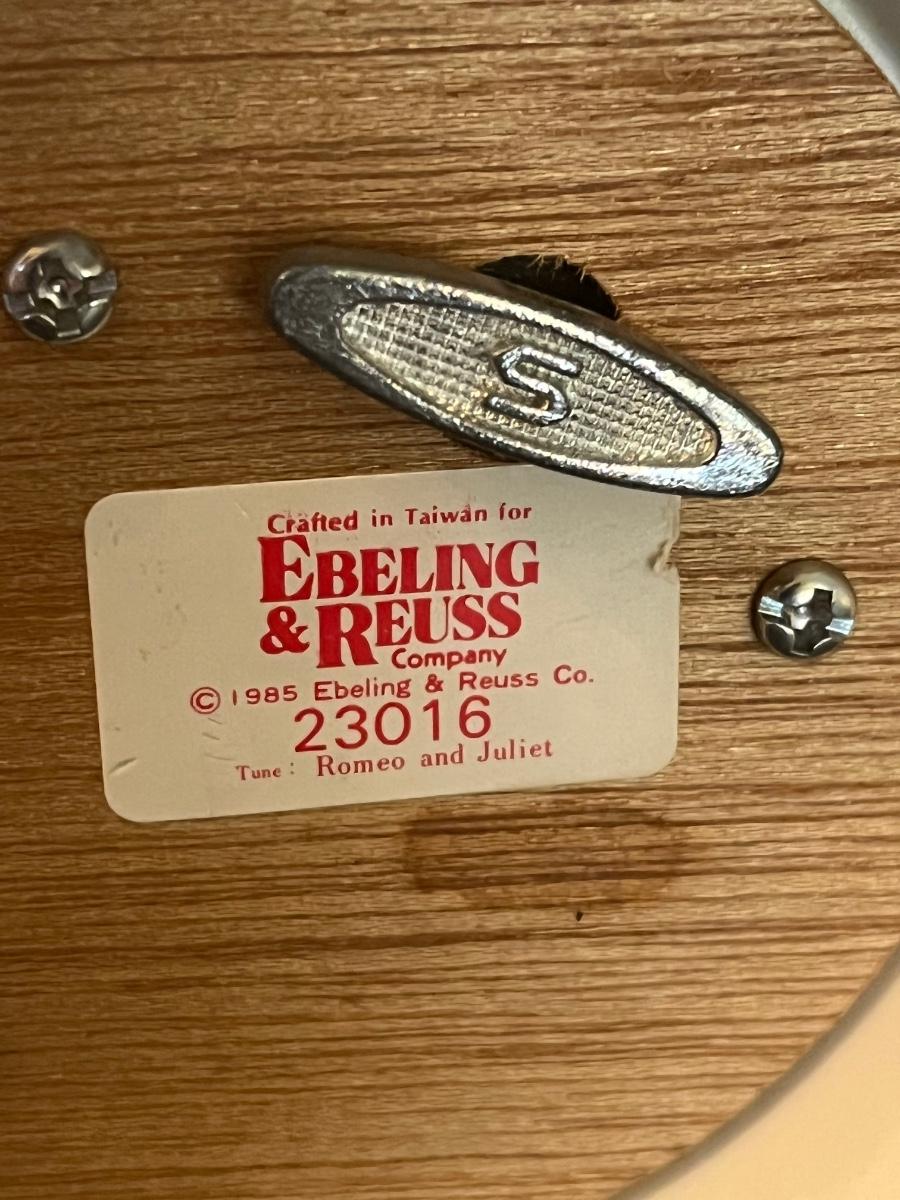 S
Crafted in Taiwan for
EBELING
& REUSS
Company
© 1985 Ebeling & Reuss Co.
23016
Tune: Romeo and Juliet